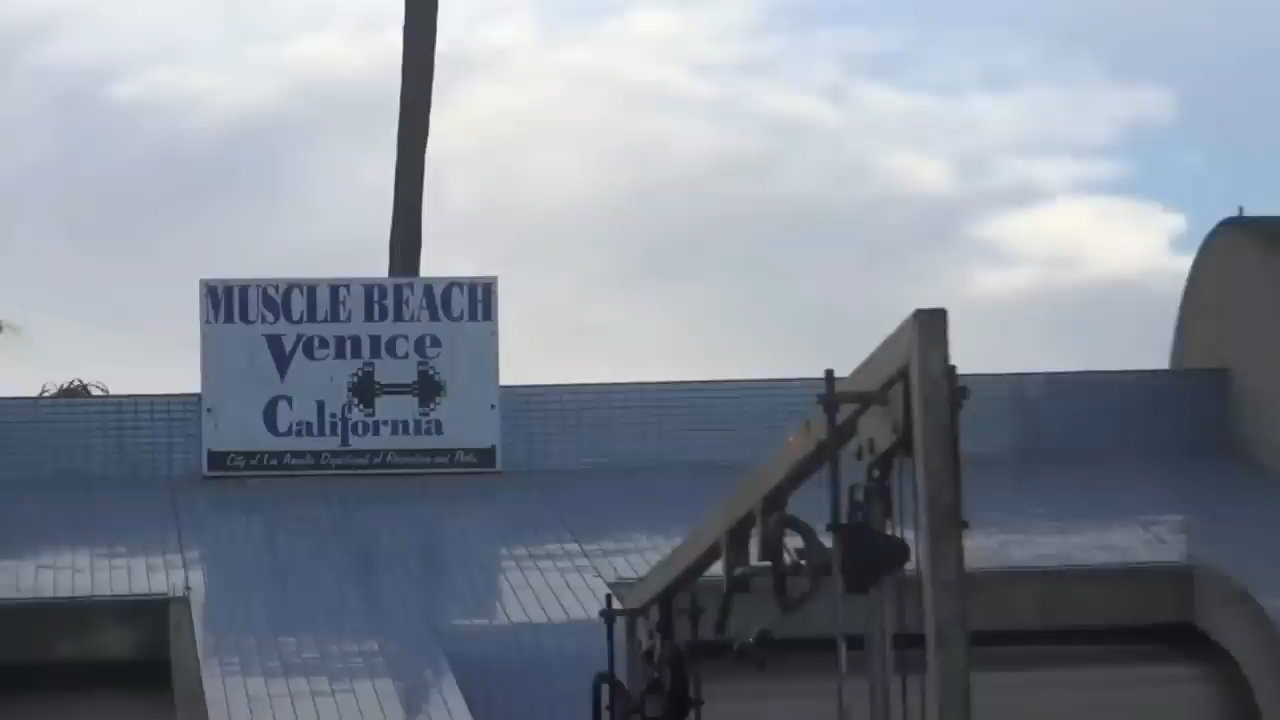 MUSCLE BEACH
Venice
California
City of Los Angeles Department of Recreation and Parks